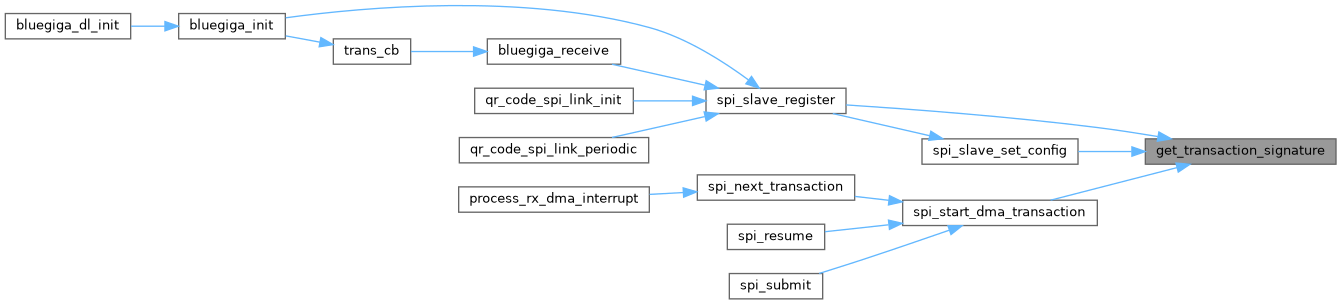 bluegiga_dl_init
bluegiga_init
trans_cb
bluegiga_receive
qr_code_spi_link_init
spi_slave_register
qr_code_spi_link_periodic
spi_slave_set_config
get_transaction_signature
process_rx_dma_interrupt
spi_next_transaction
spi_start_dma_transaction
spi_resume
spi_submit